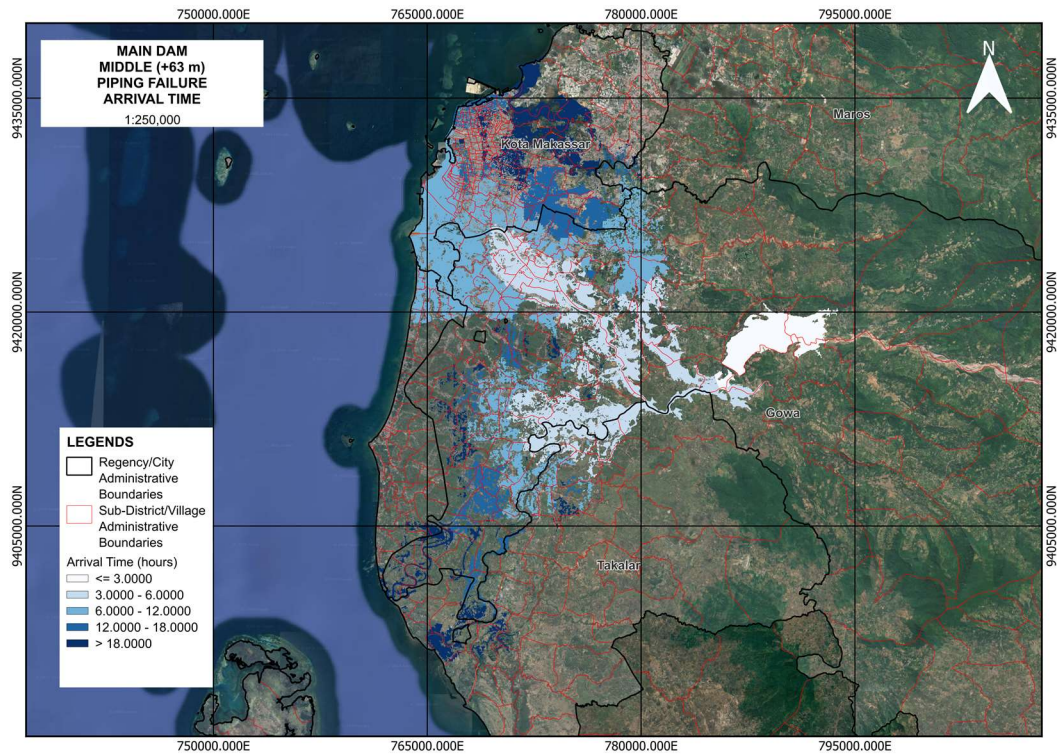 750000.000E 765000.000E 780000.000E 795000.000E
MAIN DAM
MIDDLE (+63 m)
PIPING FAILURE
ARRIVAL TIME
1:250,000
N
9435000.000N 9435000.000N
Maros
Kota Makassar
9420000.000N 9420000.000N
Gowa
LEGENDS
Regency/City
Administrative
Boundaries
Sub-District/Village
Administrative
Boundaries
Arrival Time (hours)
<= 3.0000
3.0000 - 6.0000
6.0000 - 12.0000
12.0000 - 18.0000
> 18.0000
9405000.000N 9405000.000N
Takalar
750000.000E 765000.000E 780000.000E 795000.000E